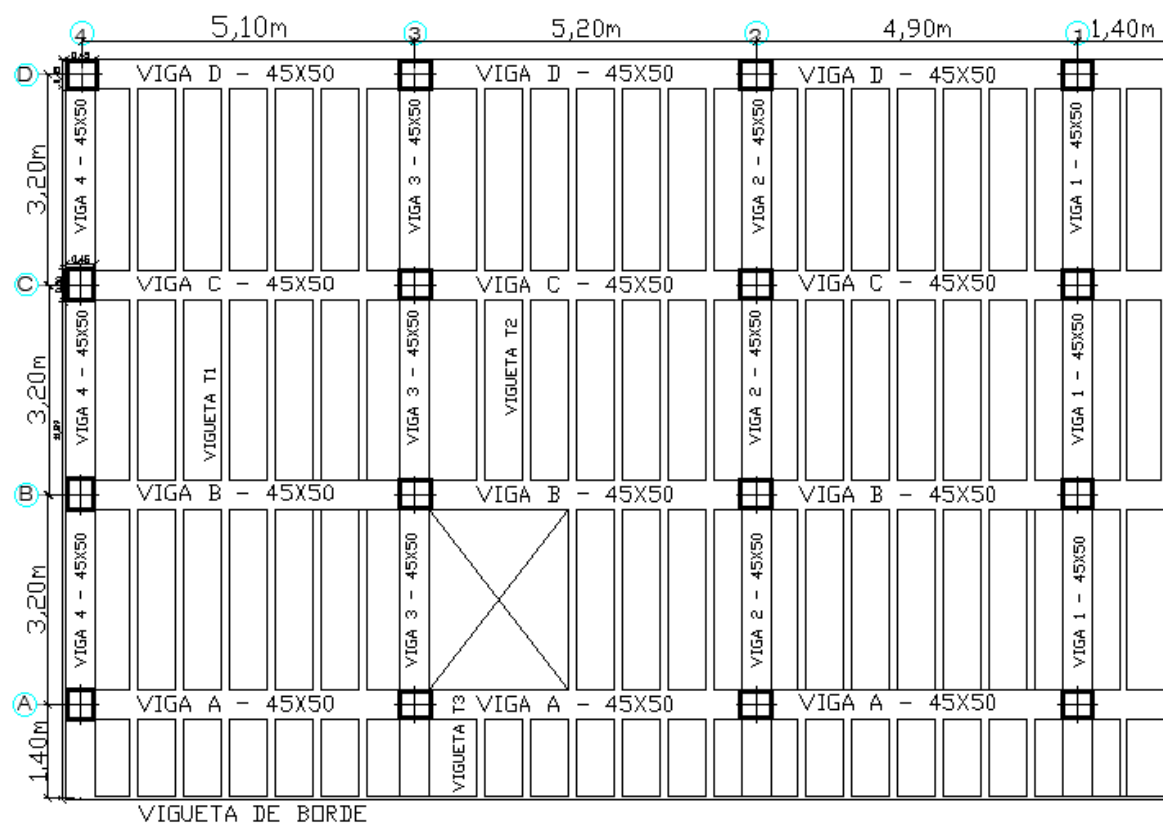 4 5,10m 3 5,20m 2 4,90m 1 1,40m
0,45
D VIGA D - 45X50 VIGA D - 45X50 VIGA D - 45X50
3,20m
VIGA 4 - 45X50 VIGA 3 - 45X50 VIGA 2 - 45X50 VIGA 1 - 45X50
0,45
C VIGA C - 45X50 VIGA C - 45X50 VIGA C - 45X50
3,20m
VIGA 4 - 45X50 VIGUETA T1 VIGA 3 - 45X50 VIGUETA T2 VIGA 2 - 45X50 VIGA 1 - 45X50
B VIGA B - 45X50 VIGA B - 45X50 VIGA B - 45X50
3,20m
VIGA 4 - 45X50 VIGA 3 - 45X50 VIGA 2 - 45X50 VIGA 1 - 45X50
A VIGA A - 45X50 VIGA A - 45X50 VIGA A - 45X50
1,40m
VIGUETA T3
VIGUETA DE BORDE